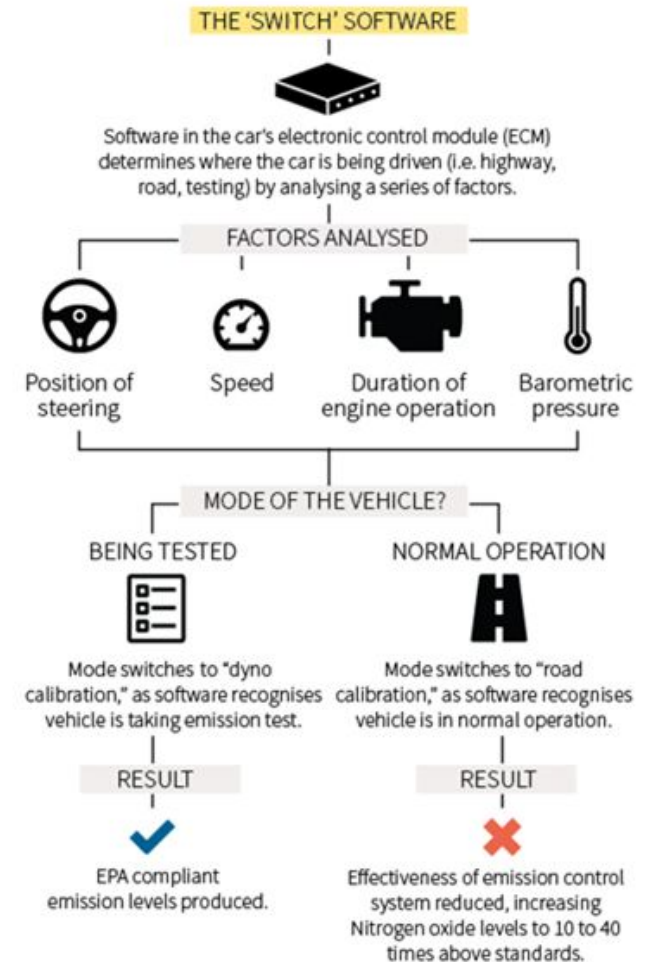 THE 'SWITCH' SOFTWARE
Software in the car's electronic control module (ECM)
determines where the car is being driven (i.e. highway,
road, testing) by analysing a series of factors.
FACTORS ANALYSED
Position of
steering
Speed
Duration of
engine operation
Barometric
pressure
MODE OF THE VEHICLE?
BEING TESTED
Mode switches to “dyno
calibration,” as software recognises
vehicle is taking emission test.
RESULT
EPA compliant
emission levels produced.
NORMAL OPERATION
Mode switches to “road
calibration,” as software recognises
vehicle is in normal operation.
RESULT
Effectiveness of emission control
system reduced, increasing
Nitrogen oxide levels to 10 to 40
times above standards.